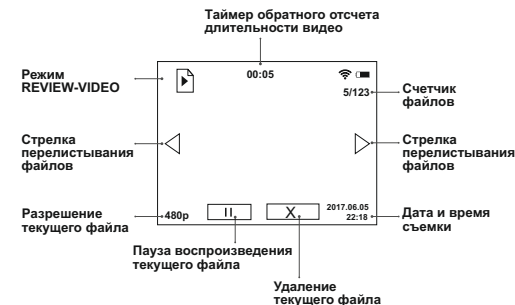 Таймер обратного отсчета
длительности видео
Режим
REVIEW-VIDEO
00:05
5/123
Счетчик
файлов
Стрелка
перелистывания
файлов
Стрелка
перелистывания
файлов
Разрешение
текущего файла
480p
II
X
2017.06.05
22:18
Дата и время
съемки
Пауза воспроизведения
текущего файла
Удаление
текущего файла